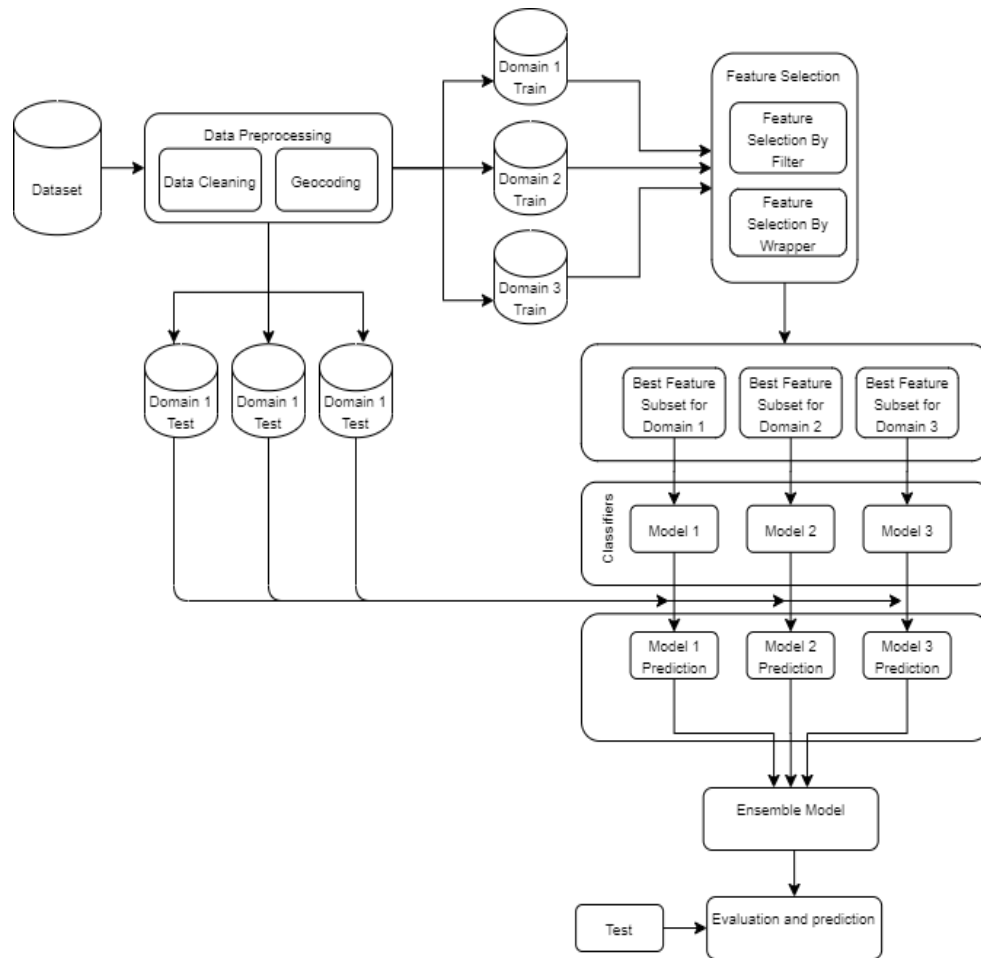 Dataset
Data Preprocessing
Data Cleaning
Geocoding
Domain 1
Train
Domain 2
Train
Domain 3
Train
Feature Selection
Feature
Selection By
Filter
Feature
Selection By
Wrapper
Domain 1
Test
Domain 1
Test
Domain 1
Test
Best Feature
Subset for
Domain 1
Best Feature
Subset for
Domain 2
Best Feature
Subset for
Domain 3
Classifiers
Model 1
Model 2
Model 3
Model 1
Prediction
Model 2
Prediction
Model 3
Prediction
Ensemble Model
Test
Evaluation and prediction